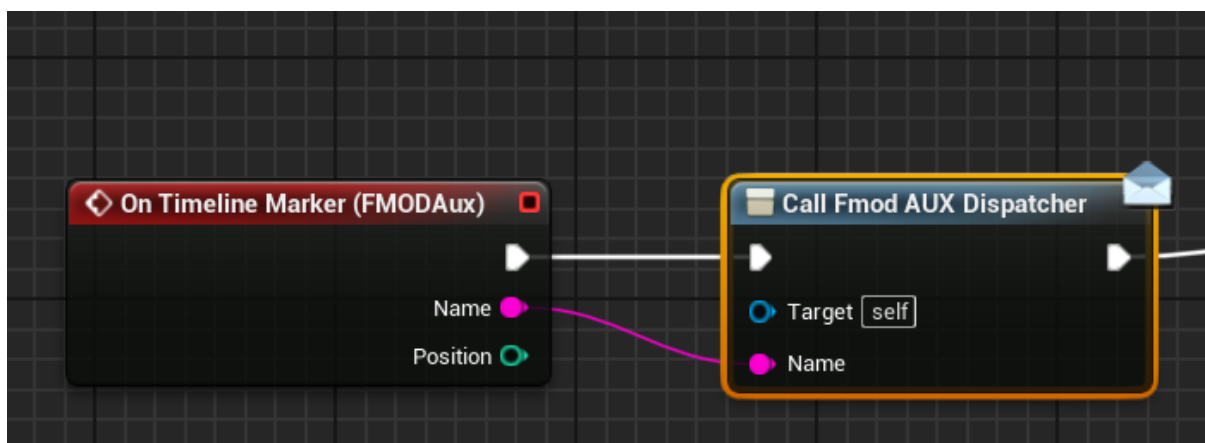 On Timeline Marker (FMODAux)
Name
Position
Call Fmod AUX Dispatcher
Target self
Name